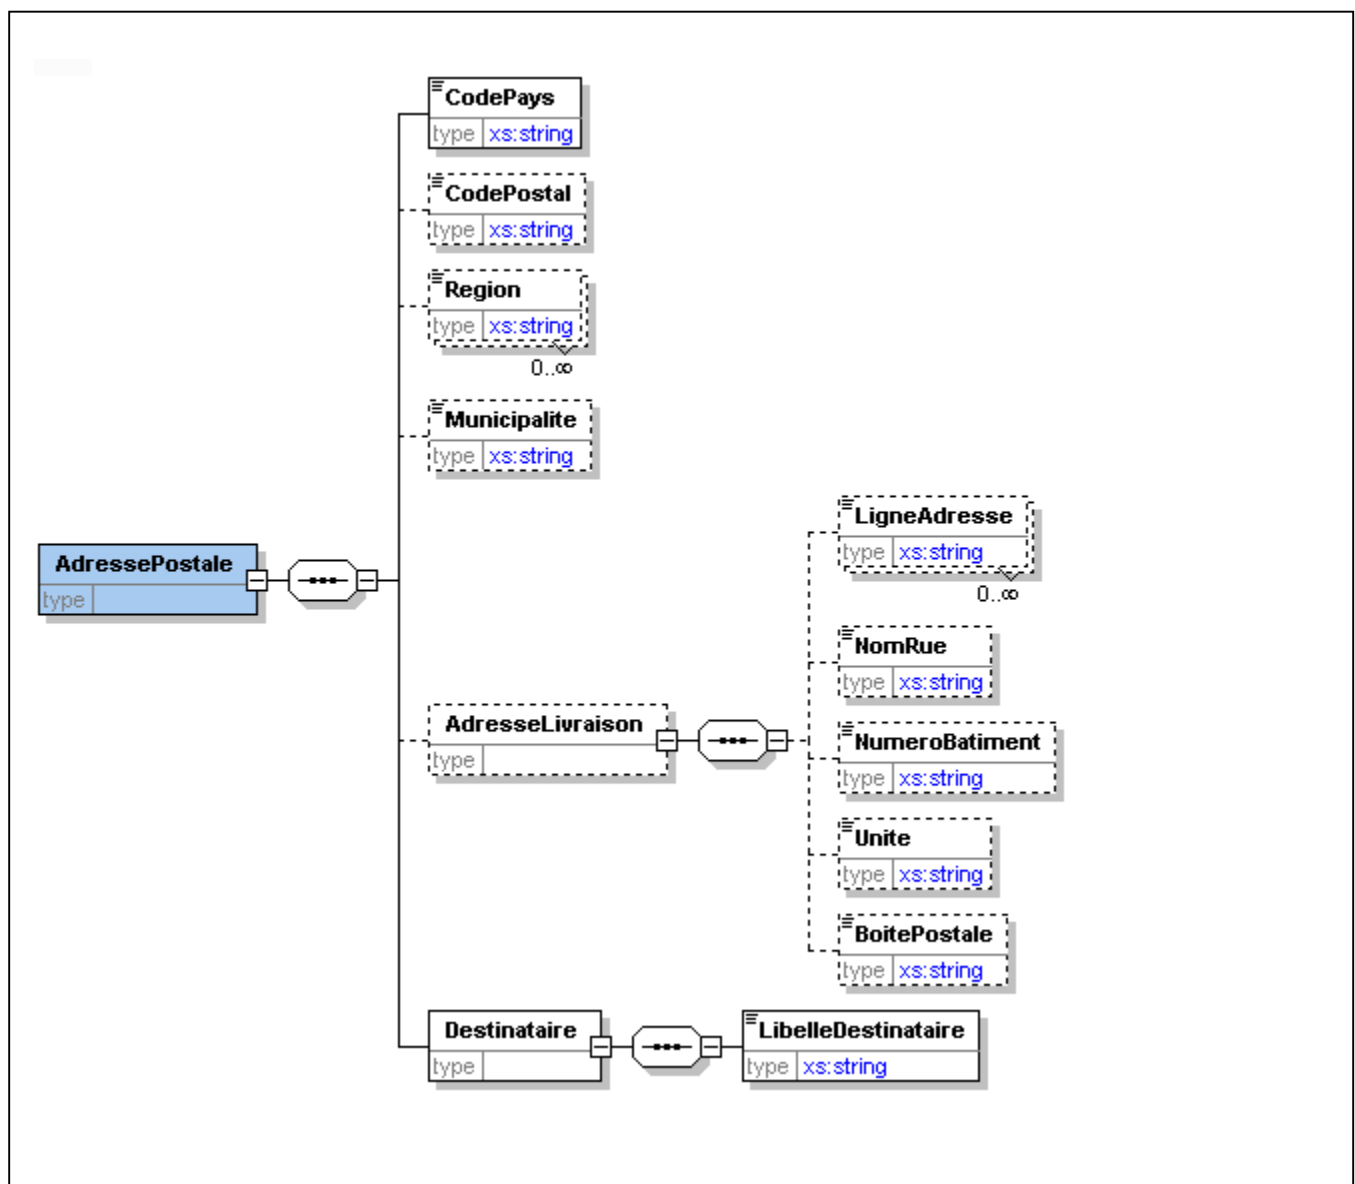 CodePays
type xs:string
CodePostal
type xs:string
Region
type xs:string
0..∞
Municipalite
type xs:string
AdressePostale
type
AdresseLivraison
type
LigneAdresse
type xs:string
0..∞
NomRue
type xs:string
NumeroBatiment
type xs:string
Unite
type xs:string
BoitePostale
type xs:string
Destinataire
type
LibelleDestinataire
type xs:string